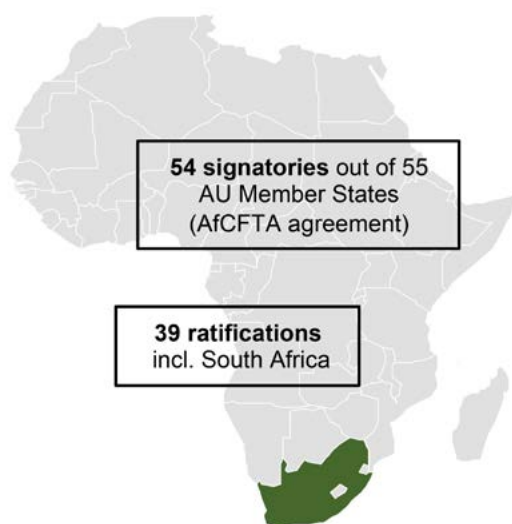 54 signatories out of 55
AU Member States
(AfCFTA agreement)
39 ratifications
incl. South Africa